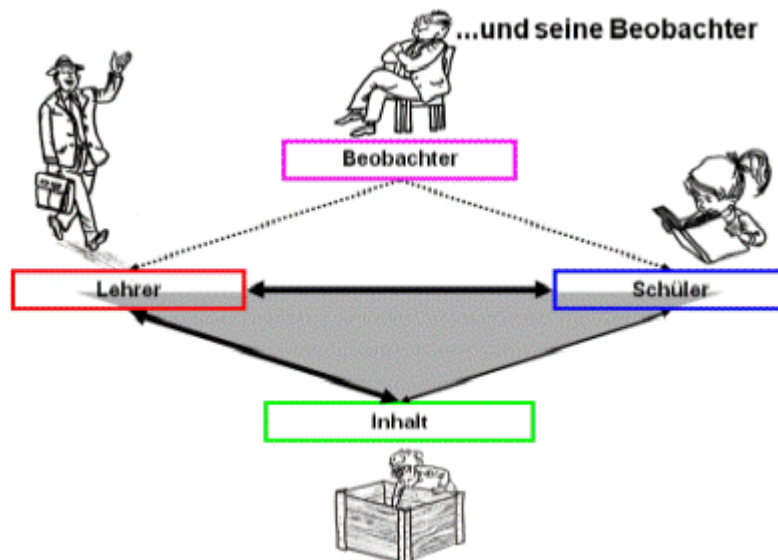 ...und seine Beobachter
Beobachter
Lehrer
Schüler
Inhalt